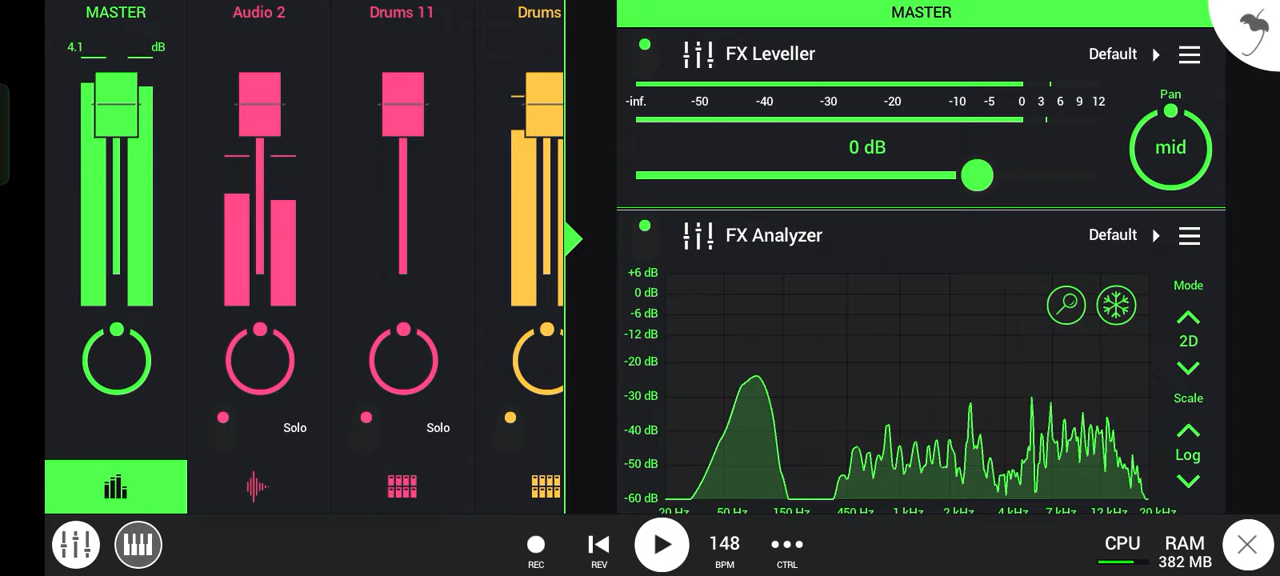 MASTER
Audio 2
Drums 11
Drums
MASTER
4.1 dB
FX Leveller
Default
-inf. -50 -40 -30 -20 -10 -5 0 3 6 9 12
Pan
mid
0 dB
FX Analyzer
Default
+6 dB
0 dB
-6 dB
-12 dB
-20 dB
-30 dB
-40 dB
-50 dB
-60 dB
20 Hz 50 Hz 150 Hz 450 Hz 1 kHz 2 kHz 4 kHz 7 kHz 12 kHz 20 kHz
Mode
2D
Scale
Log
Solo
Solo
REC
REV
148
BPM
CTRL
CPU
RAM
382 MB